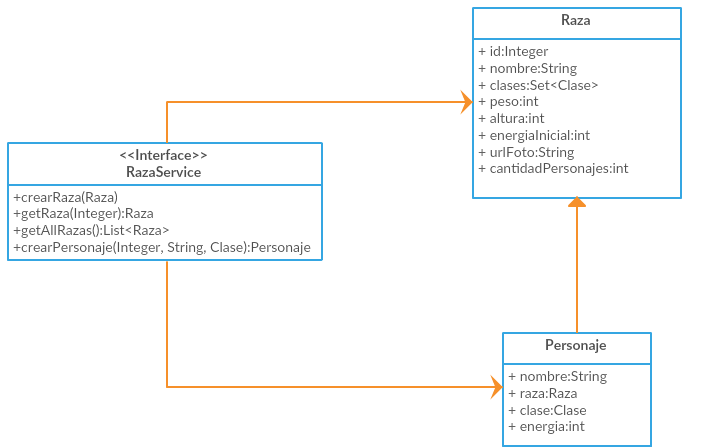 Raza
+ id:Integer
+ nombre:String
+ clases:Set<Clase>
+ peso:int
+ altura:int
+ energiaInicial:int
+ urlFoto:String
+ cantidadPersonajes:int
<<Interface>>
RazaService
+crearRaza(Raza)
+getRaza(Integer):Raza
+getAllRazas():List<Raza>
+crearPersonaje(Integer, String, Clase):Personaje
Personaje
+ nombre:String
+ raza:Raza
+ clase:Clase
+ energia:int